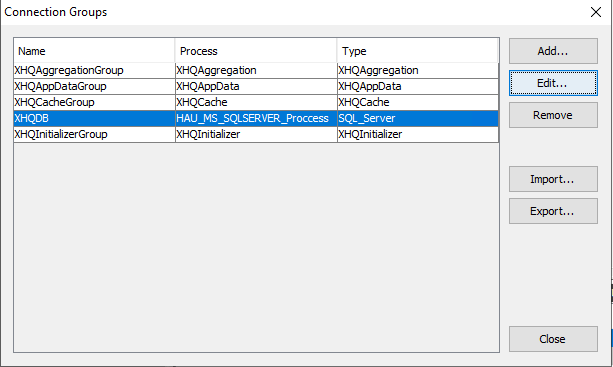 Connection Groups
Name Process Type
XHQAggregationGroup XHQAggregation XHQAggregation
XHQAppDataGroup XHQAppData XHQAppData
XHQCacheGroup XHQCache XHQCache
XHQDB HAU_MS_SQLSERVER_Proccess SQL_Server
XHQInitializerGroup XHQInitializer XHQInitializer
Add...
Edit...
Remove
Import...
Export...
Close